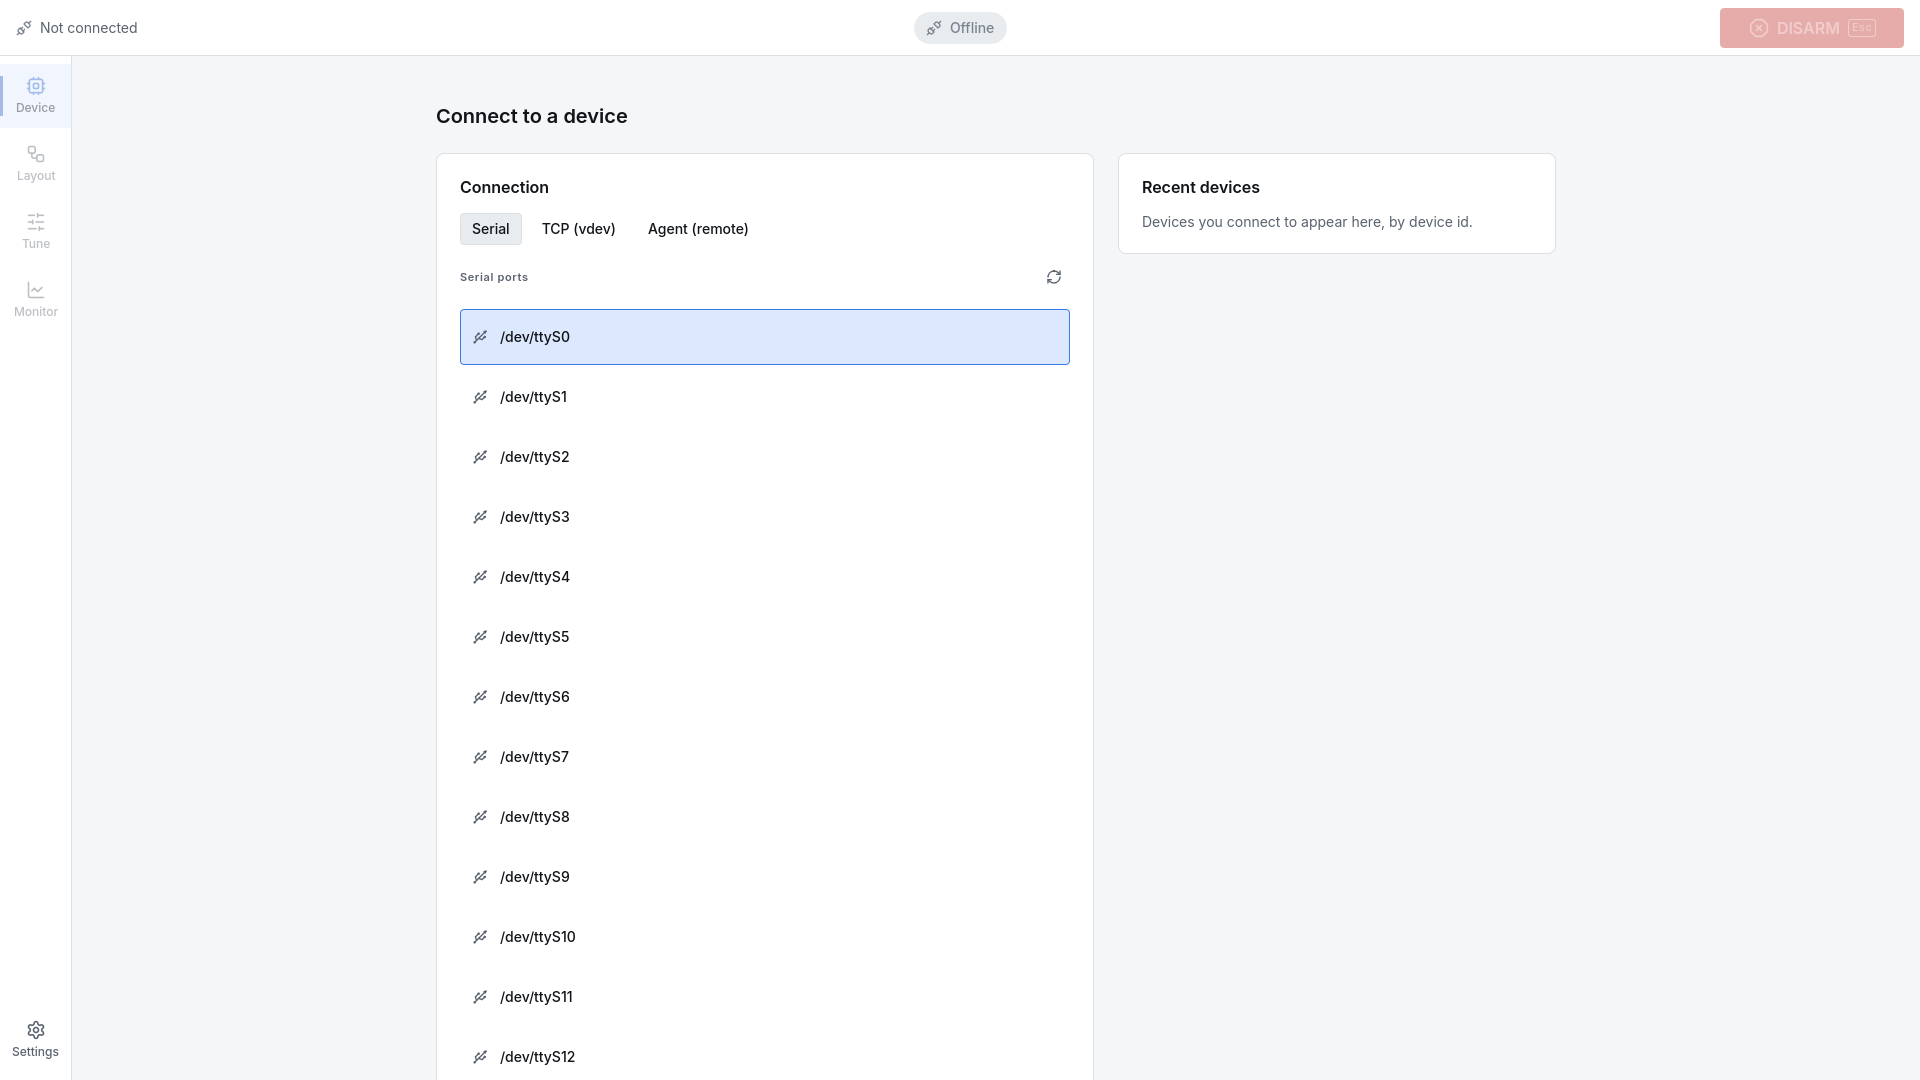 Not connected
Offline
DISARM Esc
Device
Layout
Tune
Monitor
Settings
Connect to a device
Connection
Serial
TCP (vdev)
Agent (remote)
Serial ports
/dev/ttyS0
/dev/ttyS1
/dev/ttyS2
/dev/ttyS3
/dev/ttyS4
/dev/ttyS5
/dev/ttyS6
/dev/ttyS7
/dev/ttyS8
/dev/ttyS9
/dev/ttyS10
/dev/ttyS11
/dev/ttyS12
Recent devices
Devices you connect to appear here, by device id.